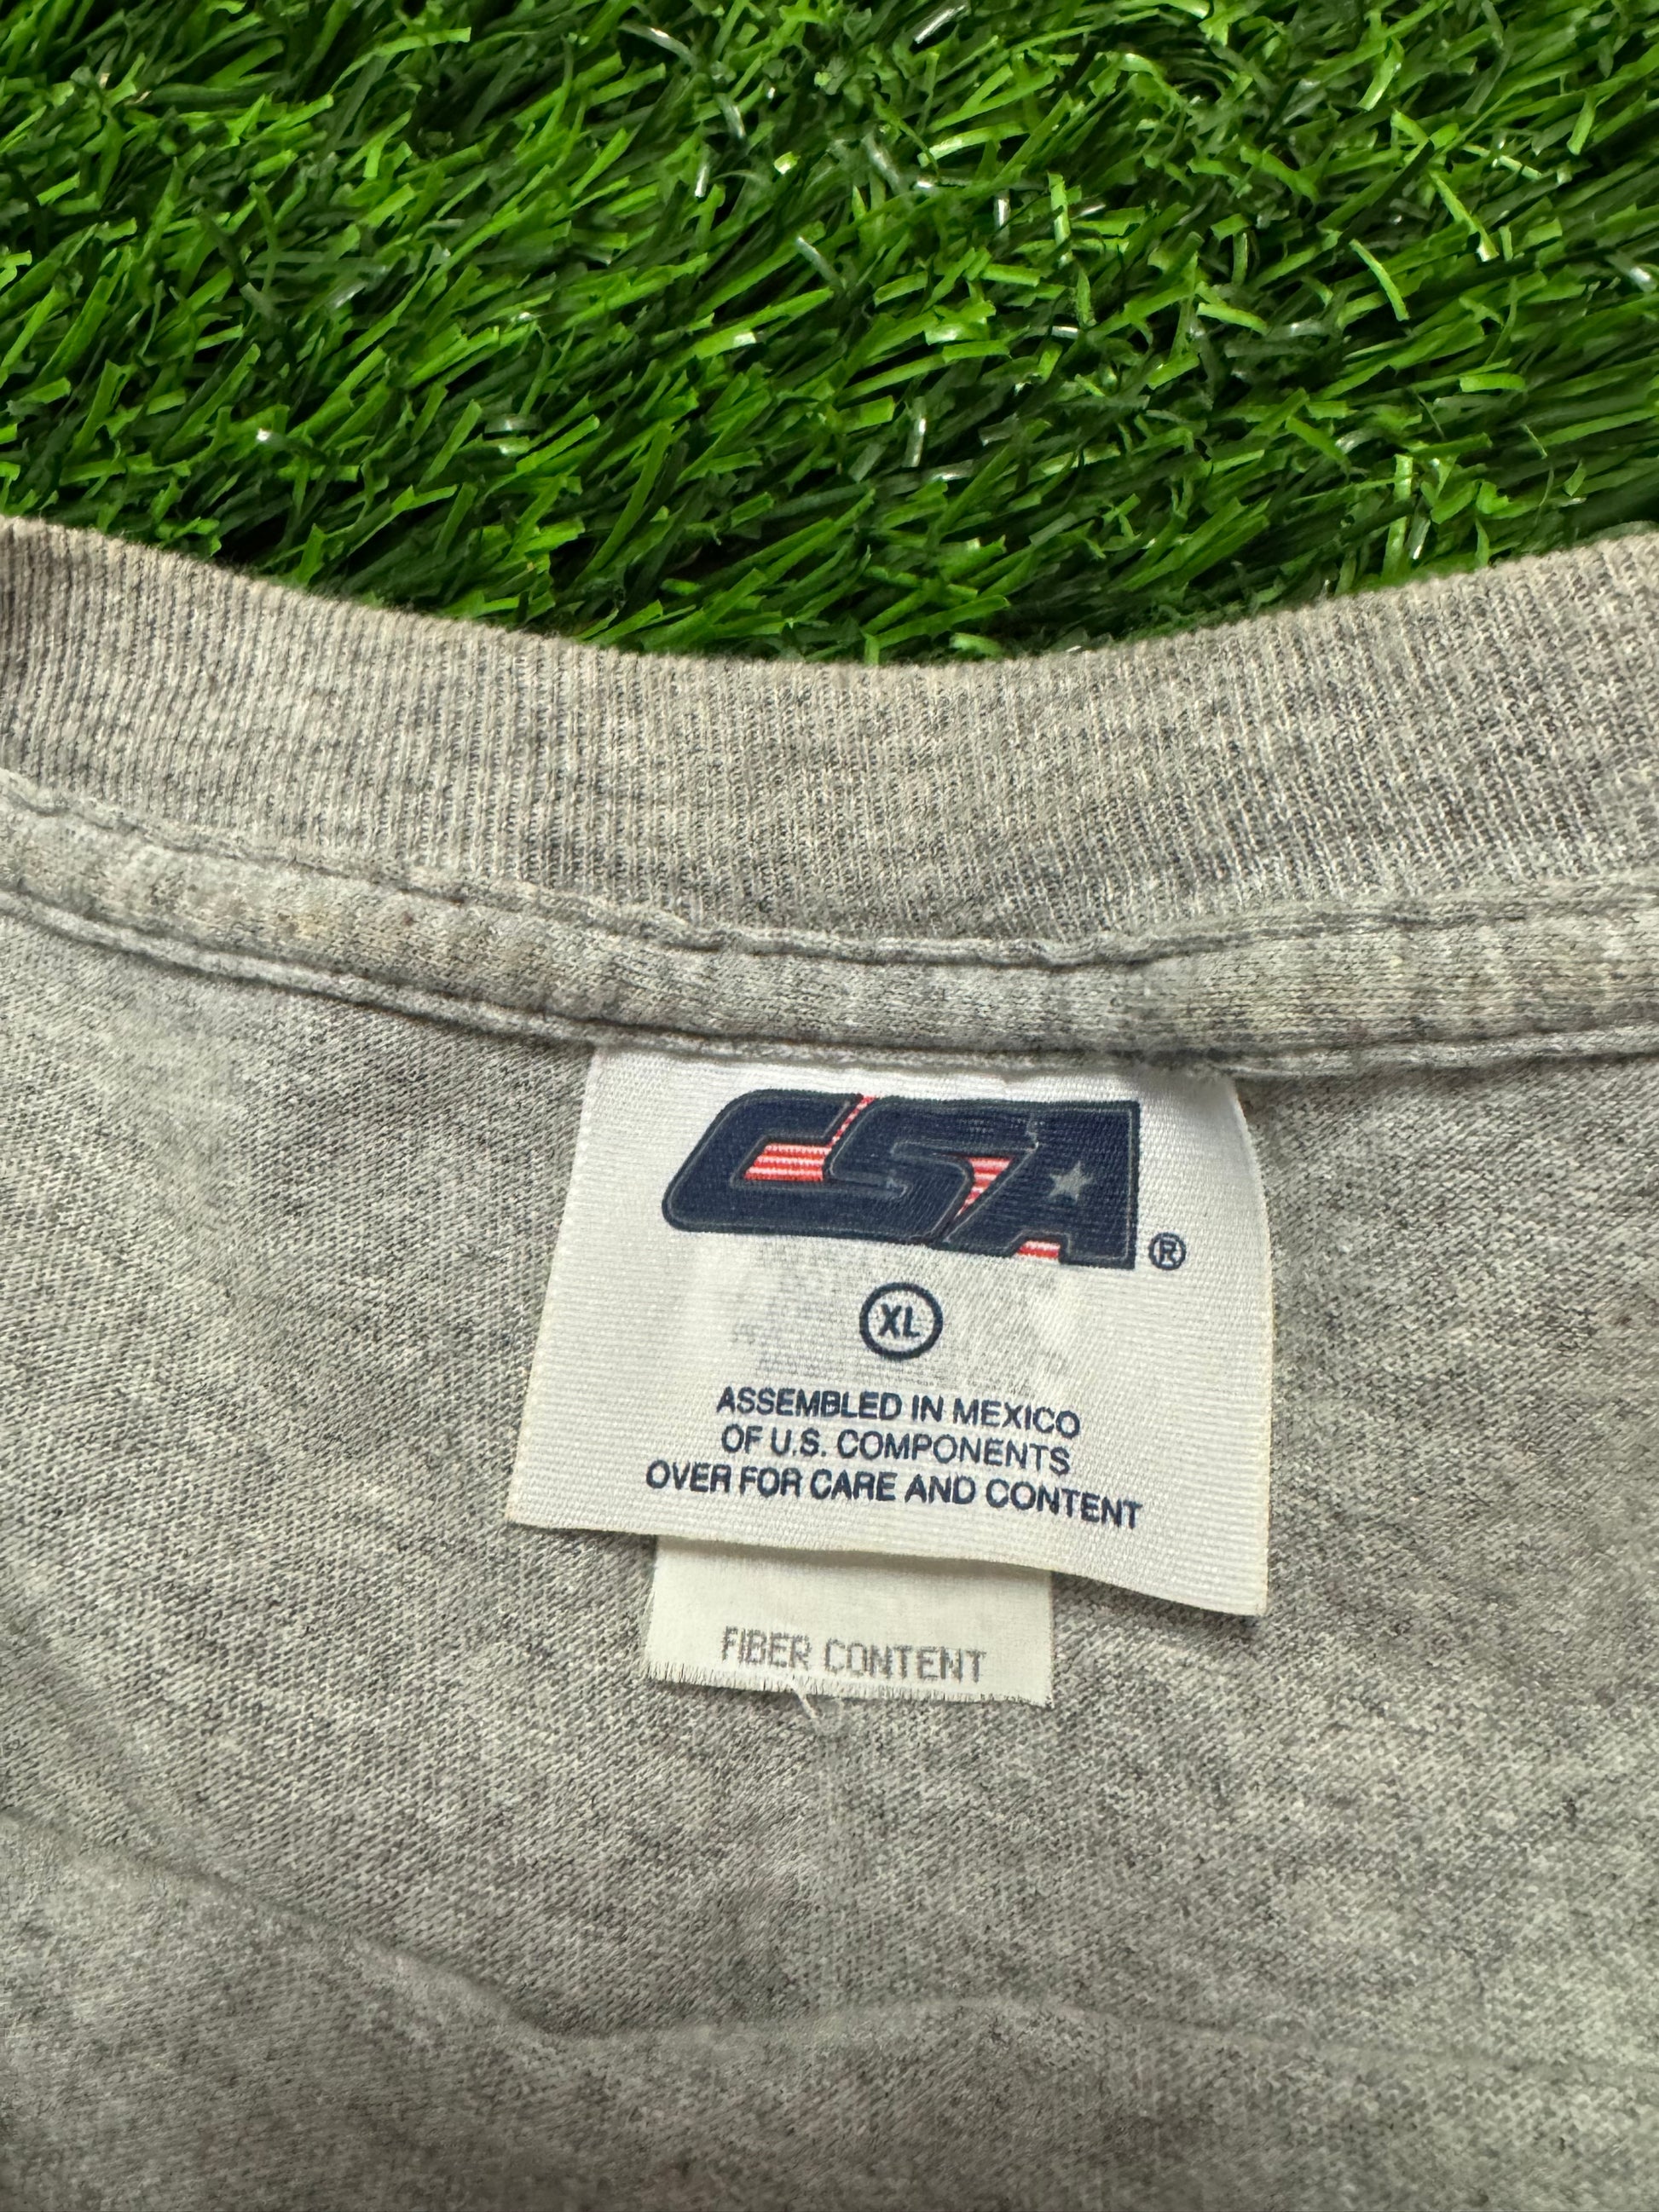 CSA ®
XL
ASSEMBLED IN MEXICO
OF U.S. COMPONENTS
OVER FOR CARE AND CONTENT
FIBER CONTENT